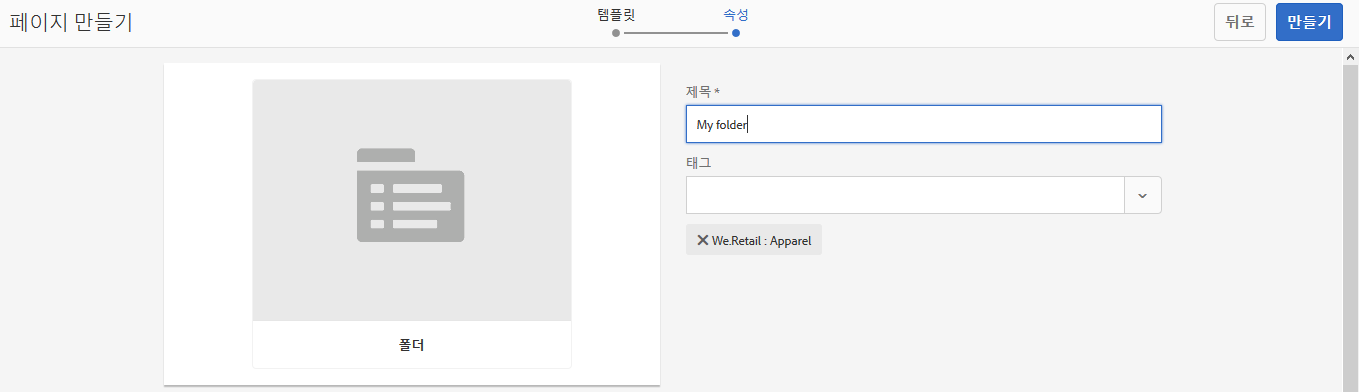 페이지 만들기
템플릿
속성
뒤로
만들기
폴더
제목 *
My folder
태그
We.Retail : Apparel